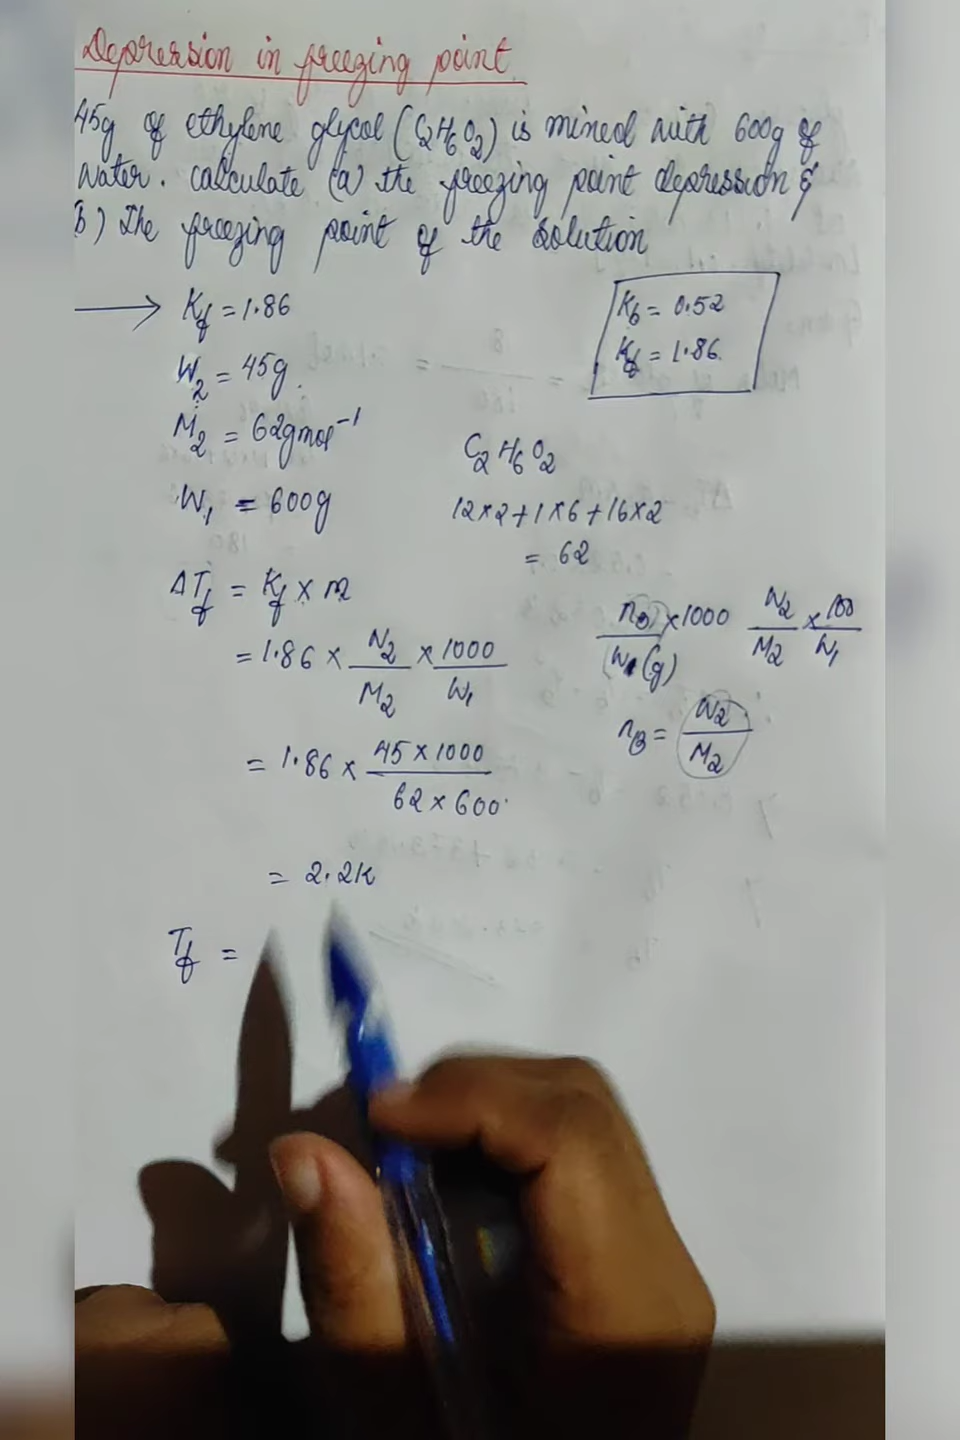 Depression in freezing point
45g of ethylene glycol (C2H6O2) is mixed with 600g of
Water. calculate (a) the freezing point depression &
b) The freezing point of the solution
→ Kf = 1.86
Kb = 0.52
Kf = 1.86
W2 = 45g
M2 = 62gmol⁻¹
C2H6O2
W1 = 600g
12×2+1×6+16×2
= 62
ΔTf = Kf × m
nB × 1000 / W1(g)
W2/M2 × 100/W1
= 1.86 × W2/M2 × 1000/W1
nB = W2/M2
= 1.86 × 45×1000 / 62×600
= 2.2K
Tf =